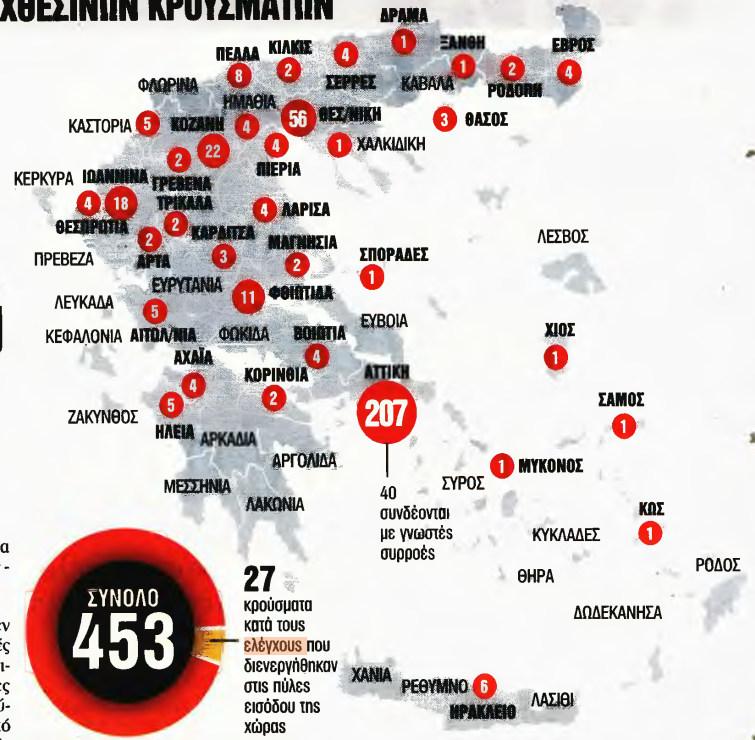 ΧΘΕΣΙΝΩΝ ΚΡΟΥΣΜΑΤΩΝ
ΔΡΑΜΑ
1
ΠΕΛΛΑ
8
ΚΙΛΚΙΣ
2
4
ΣΕΡΡΕΣ
ΞΑΝΘΗ
1
ΕΒΡΟΣ
4
2
ΡΟΔΟΠΗ
ΚΑΒΑΛΑ
ΦΛΩΡΙΝΑ
ΗΜΑΘΙΑ
4
56
ΘΕΣ/ΝΙΚΗ
3
ΘΑΣΟΣ
ΚΑΣΤΟΡΙΑ
5
ΚΟΖΑΝΗ
22
4
ΠΙΕΡΙΑ
1
ΧΑΛΚΙΔΙΚΗ
2
ΓΡΕΒΕΝΑ
ΚΕΡΚΥΡΑ
ΙΩΑΝΝΙΝΑ
18
4
ΘΕΣΠΡΩΤΙΑ
ΤΡΙΚΑΛΑ
2
4
ΛΑΡΙΣΑ
2
ΑΡΤΑ
ΚΑΡΔΙΤΣΑ
3
ΜΑΓΝΗΣΙΑ
2
ΣΠΟΡΑΔΕΣ
1
ΛΕΣΒΟΣ
ΠΡΕΒΕΖΑ
ΕΥΡΥΤΑΝΙΑ
11
ΦΘΙΩΤΙΔΑ
ΛΕΥΚΑΔΑ
5
ΑΙΤΩΛ/ΝΙΑ
ΚΕΦΑΛΟΝΙΑ
ΦΩΚΙΔΑ
ΒΟΙΩΤΙΑ
4
ΕΥΒΟΙΑ
ΧΙΟΣ
1
ΑΧΑΪΑ
4
ΚΟΡΙΝΘΙΑ
2
ΑΤΤΙΚΗ
207
40
συνδέονται
με γνωστές
συρροές
ΣΑΜΟΣ
1
ΖΑΚΥΝΘΟΣ
5
ΗΛΕΙΑ
ΑΡΚΑΔΙΑ
ΑΡΓΟΛΙΔΑ
ΜΕΣΣΗΝΙΑ
ΛΑΚΩΝΙΑ
1
ΜΥΚΟΝΟΣ
ΣΥΡΟΣ
ΚΩΣ
1
ΚΥΚΛΑΔΕΣ
ΘΗΡΑ
ΡΟΔΟΣ
ΔΩΔΕΚΑΝΗΣΑ
ΣΥΝΟΛΟ
453
27
κρούσματα
κατά τους
ελέγχους που
διενεργήθηκαν
στις πύλες
εισόδου της
χώρας
ΧΑΝΙΑ
ΡΕΘΥΜΝΟ
6
ΗΡΑΚΛΕΙΟ
ΛΑΣΙΘΙ